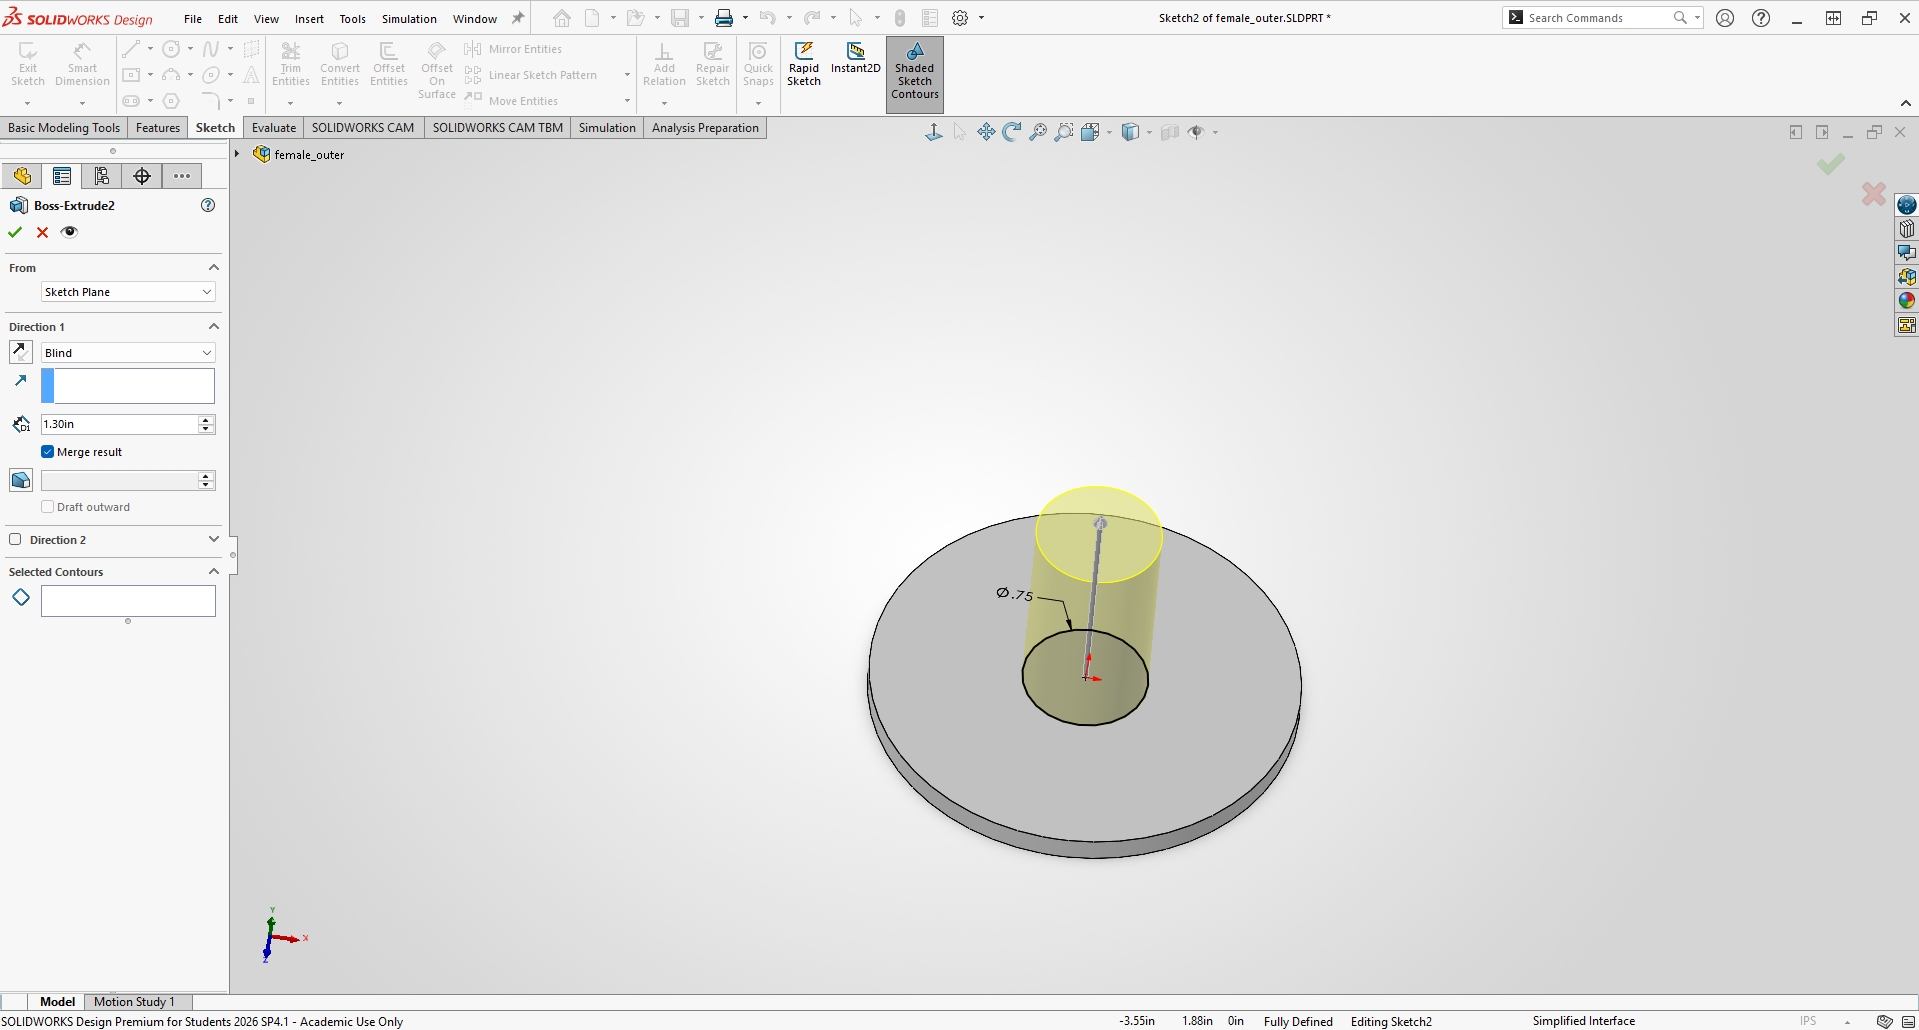 SOLIDWORKS Design
File Edit View Insert Tools Simulation Window
Sketch2 of female_outer.SLDPRT *
Search Commands
Exit Sketch
Smart Dimension
Trim Entities
Convert Entities
Offset Entities
Offset On Surface
Mirror Entities
Linear Sketch Pattern
Move Entities
Add Relation
Repair Sketch
Quick Snaps
Rapid Sketch
Instant2D
Shaded Sketch Contours
Basic Modeling Tools Features Sketch Evaluate SOLIDWORKS CAM SOLIDWORKS CAM TBM Simulation Analysis Preparation
female_outer
Boss-Extrude2
From
Sketch Plane
Direction 1
Blind
D1
1.30in
Merge result
Draft outward
Direction 2
Selected Contours
Ø.75
Y
X
Z
Model Motion Study 1
SOLIDWORKS Design Premium for Students 2026 SP4.1 - Academic Use Only
-3.55in 1.88in 0in Fully Defined Editing Sketch2 Simplified Interface IPS